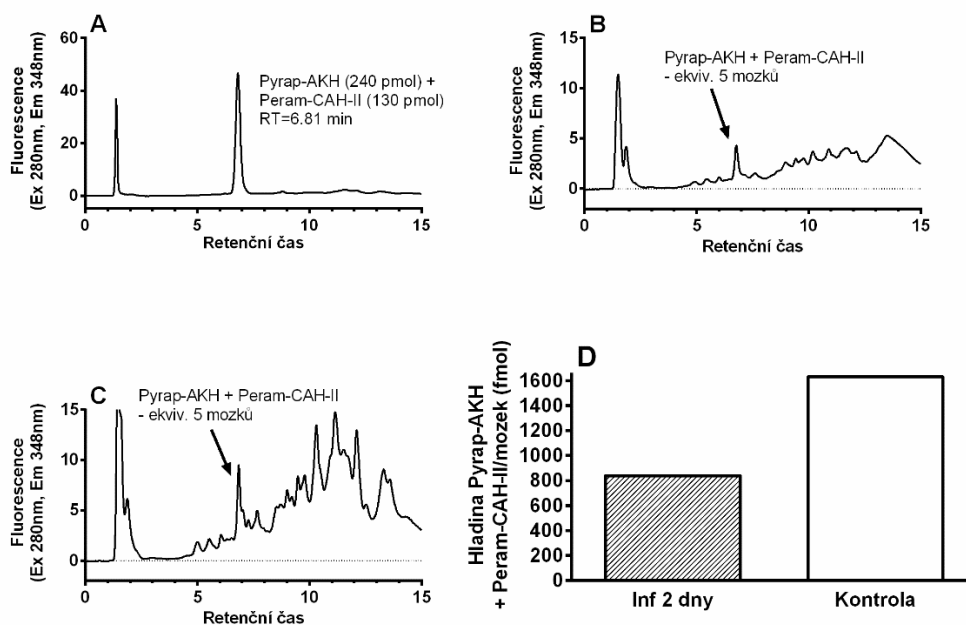 A
Fluorescence
(Ex 280nm, Em 348nm)
60
40
20
0
Pyrap-AKH (240 pmol) +
Peram-CAH-II (130 pmol)
RT=6.81 min
0 5 10 15
Retenční čas
B
Fluorescence
(Ex 280nm, Em 348nm)
15
10
5
0
Pyrap-AKH + Peram-CAH-II
- ekviv. 5 mozků
0 5 10 15
Retenční čas
C
Fluorescence
(Ex 280nm, Em 348nm)
15
10
5
0
Pyrap-AKH + Peram-CAH-II
- ekviv. 5 mozků
0 5 10 15
Retenční čas
D
Hladina Pyrap-AKH
+ Peram-CAH-II/mozek (fmol)
1600
1400
1200
1000
800
600
400
200
0
Inf 2 dny Kontrola